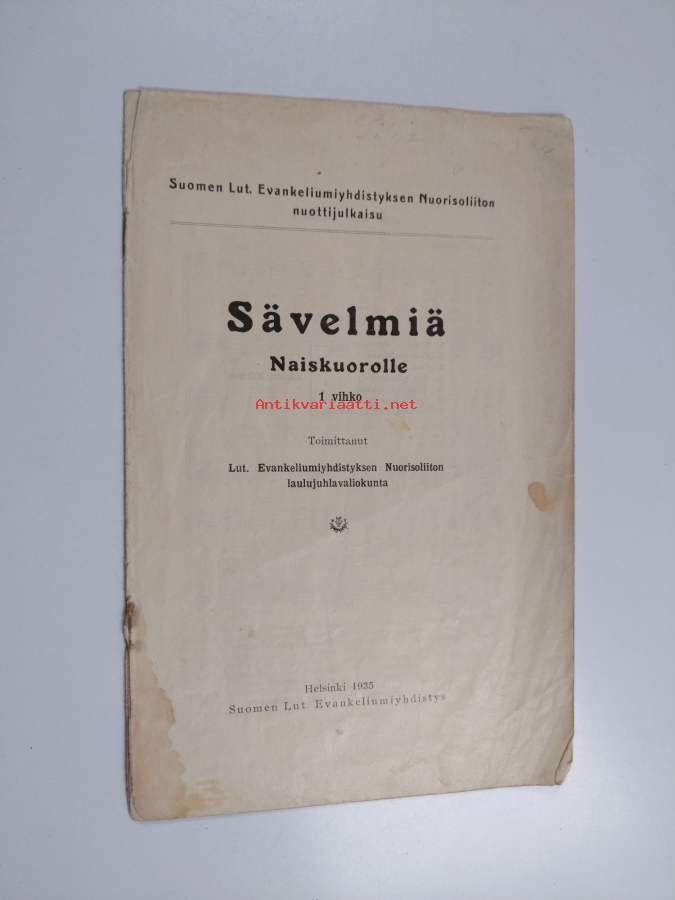 Suomen Lut. Evankeliumiyhdistyksen Nuorisoliiton
nuottijulkaisu
Sävelmiä
Naiskuorolle
1 vihko
Antikvariaatti.net
Toimittanut
Lut. Evankeliumiyhdistyksen Nuorisoliiton
laulujuhlavaliokunta
Helsinki 1935
Suomen Lut. Evankeliumiyhdistys